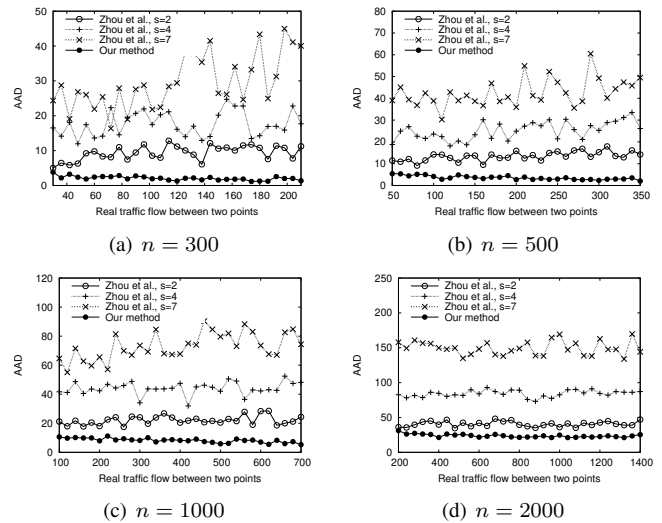 Zhou et al., s=2
Zhou et al., s=4
Zhou et al., s=7
Our method
AAD
50
40
30
20
10
0
40 60 80 100 120 140 160 180 200
Real traffic flow between two points
(a) n = 300
Zhou et al., s=2
Zhou et al., s=4
Zhou et al., s=7
Our method
AAD
80
70
60
50
40
30
20
10
0
50 100 150 200 250 300 350
Real traffic flow between two points
(b) n = 500
Zhou et al., s=2
Zhou et al., s=4
Zhou et al., s=7
Our method
AAD
120
100
80
60
40
20
0
100 200 300 400 500 600 700
Real traffic flow between two points
(c) n = 1000
Zhou et al., s=2
Zhou et al., s=4
Zhou et al., s=7
Our method
AAD
250
200
150
100
50
0
200 400 600 800 1000 1200 1400
Real traffic flow between two points
(d) n = 2000